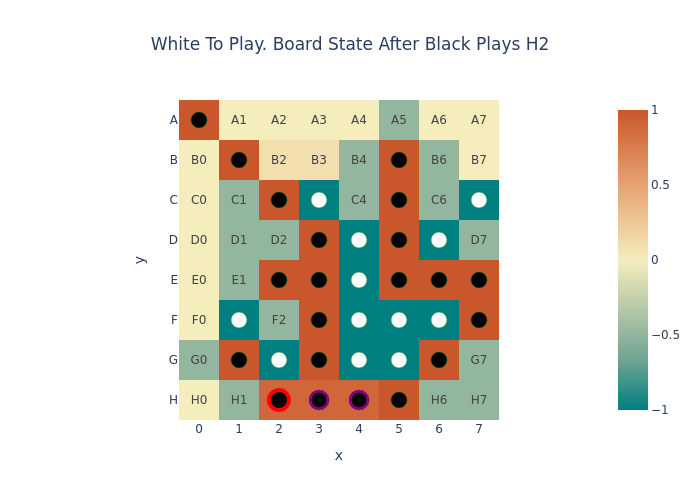 White To Play. Board State After Black Plays H2
A A1 A2 A3 A4 A5 A6 A7 1
B B0 B2 B3 B4 B6 B7
C C0 C1 C4 C6 0.5
D D0 D1 D2 D7
y E E0 E1 0
F F0 F2
G G0 G7 −0.5
H H0 H1 H6 H7 −1
0 1 2 3 4 5 6 7
x